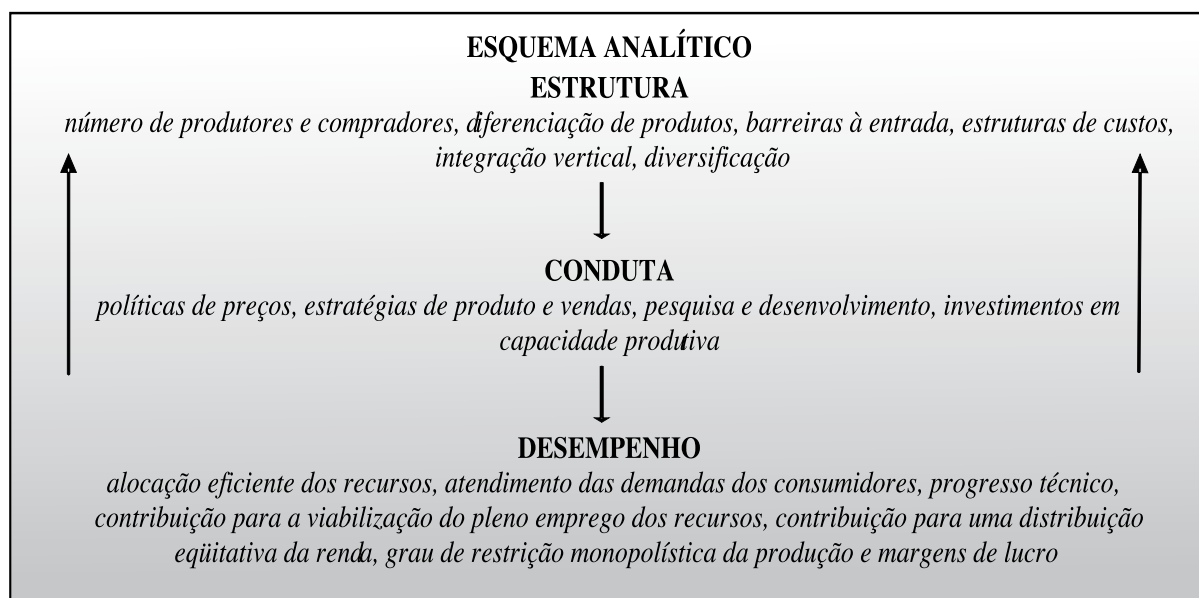 ESQUEMA ANALÍTICO
ESTRUTURA
número de produtores e compradores, diferenciação de produtos, barreiras à entrada, estruturas de custos,
integração vertical, diversificação
CONDUTA
políticas de preços, estratégias de produto e vendas, pesquisa e desenvolvimento, investimentos em
capacidade produtiva
DESEMPENHO
alocação eficiente dos recursos, atendimento das demandas dos consumidores, progresso técnico,
contribuição para a viabilização do pleno emprego dos recursos, contribuição para uma distribuição
eqüitativa da renda, grau de restrição monopolística da produção e margens de lucro